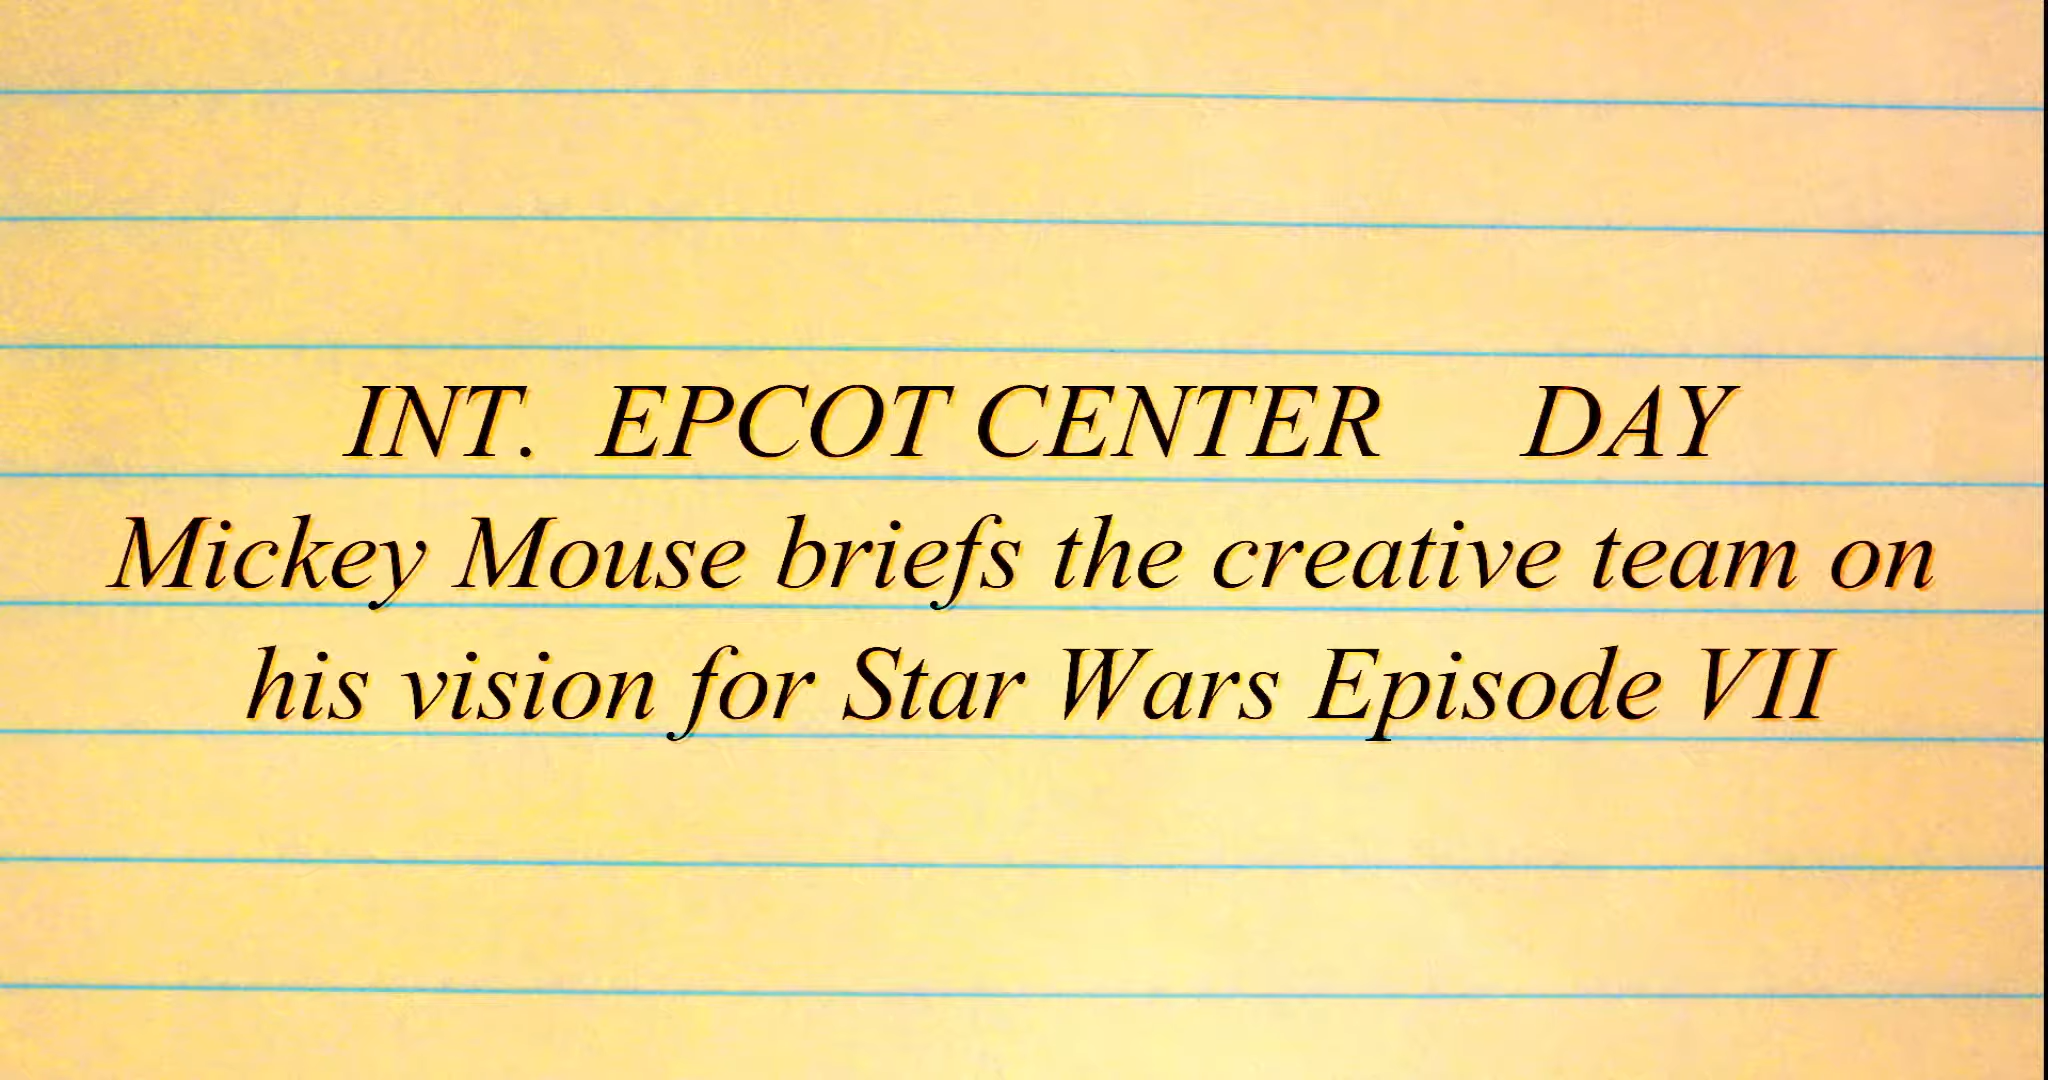 INT. EPCOT CENTER DAY
Mickey Mouse briefs the creative team on
his vision for Star Wars Episode VII